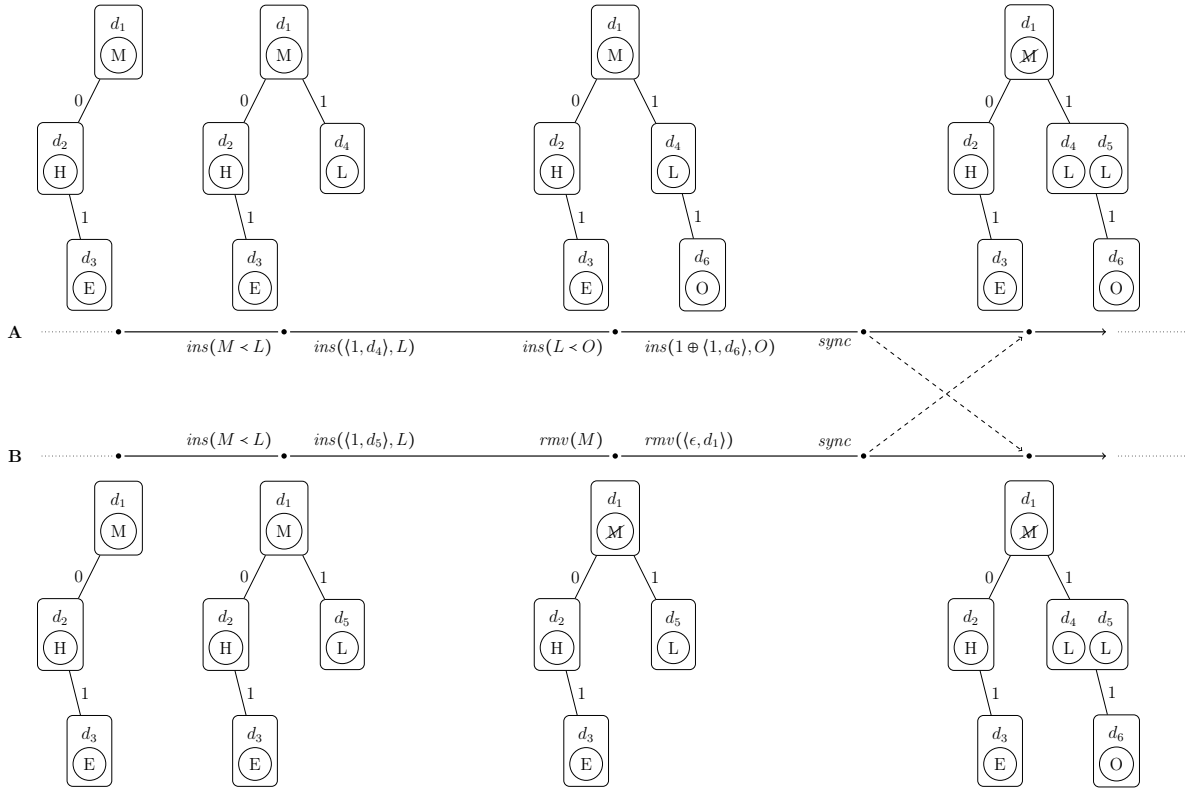 d₁ d₁ d₁ d₁
M M M M
0 0 1 0 1 0 1
d₂ d₂ d₄ d₂ d₄ d₂ d₄ d₅
H H L H L H L L
1 1 1 1 1 1
d₃ d₃ d₃ d₆ d₃ d₆
E E E O E O
A ins(M < L) ins(⟨1, d₄⟩, L) ins(L < O) ins(1 ⊕ ⟨1, d₆⟩, O) sync
B ins(M < L) ins(⟨1, d₅⟩, L) rmv(M) rmv(⟨ϵ, d₁⟩) sync
d₁ d₁ d₁ d₁
M M M M
0 0 1 0 1 0 1
d₂ d₂ d₅ d₂ d₅ d₂ d₄ d₅
H H L H L H L L
1 1 1 1 1
d₃ d₃ d₃ d₃ d₆
E E E E O